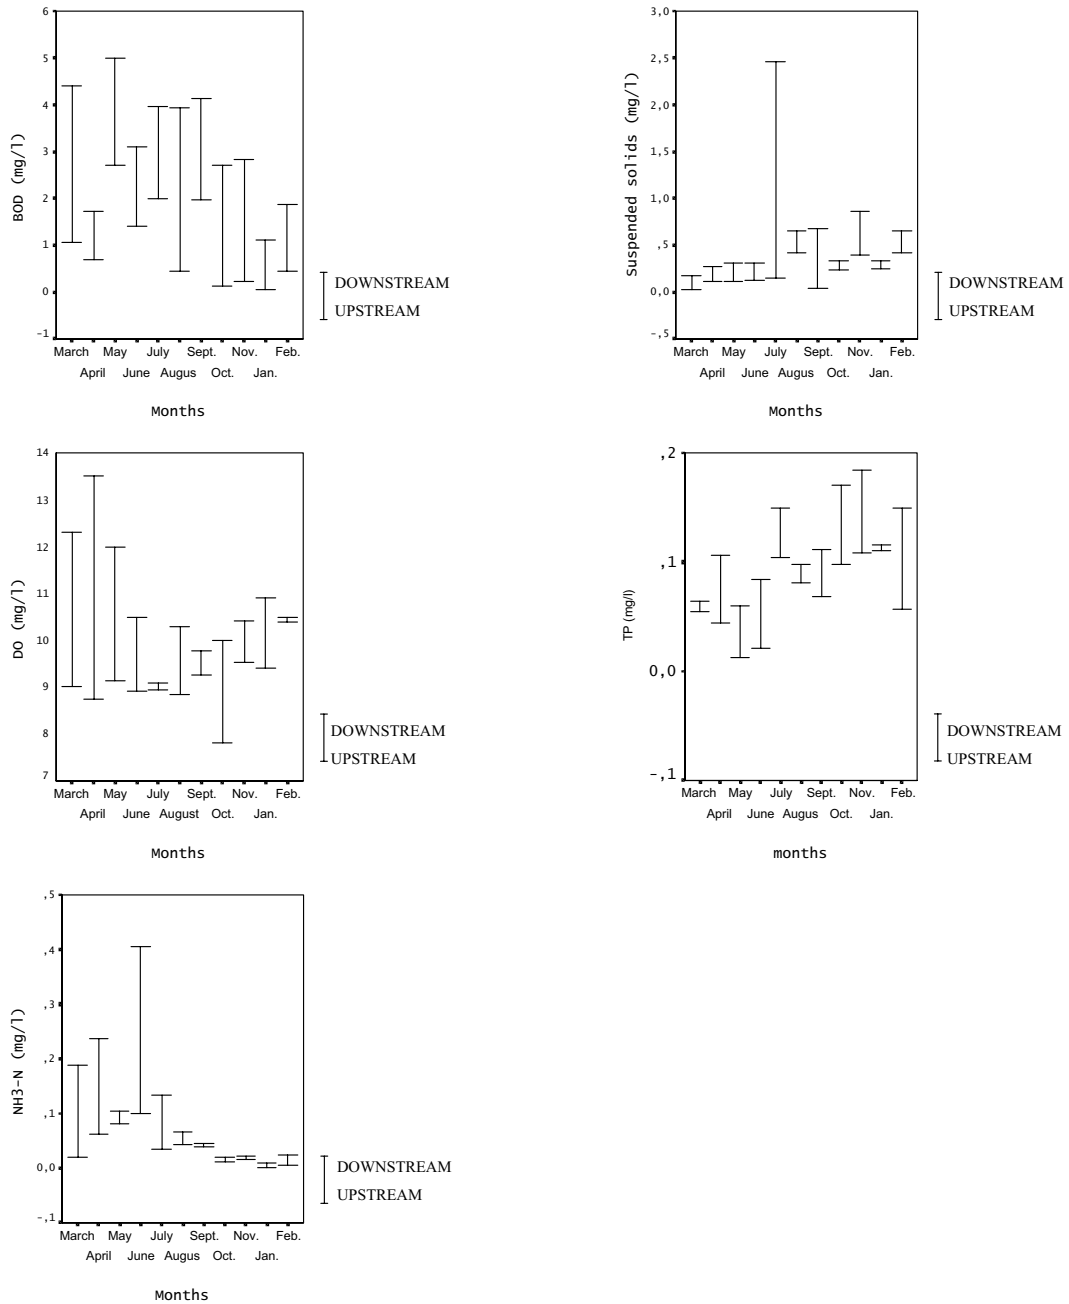 6
5
4
3
2
1
0
-1
BOD (mg/l)
March May July Sept. Nov. Feb.
April June Augus Oct. Jan.
Months
DOWNSTREAM
UPSTREAM
3,0
2,5
2,0
1,5
1,0
,5
0,0
-,5
Suspended solids (mg/l)
March May July Sept. Nov. Feb.
April June Augus Oct. Jan.
Months
DOWNSTREAM
UPSTREAM
14
13
12
11
10
9
8
7
DO (mg/l)
March May July Sept. Nov. Feb.
April June August Oct. Jan.
Months
DOWNSTREAM
UPSTREAM
,2
,1
0,0
-,1
TP (mg/l)
March May July Sept. Nov. Feb.
April June Augus Oct. Jan.
months
DOWNSTREAM
UPSTREAM
,5
,4
,3
,2
,1
0,0
-,1
NH3-N (mg/l)
March May July Sept. Nov. Feb.
April June Augus Oct. Jan.
Months
DOWNSTREAM
UPSTREAM